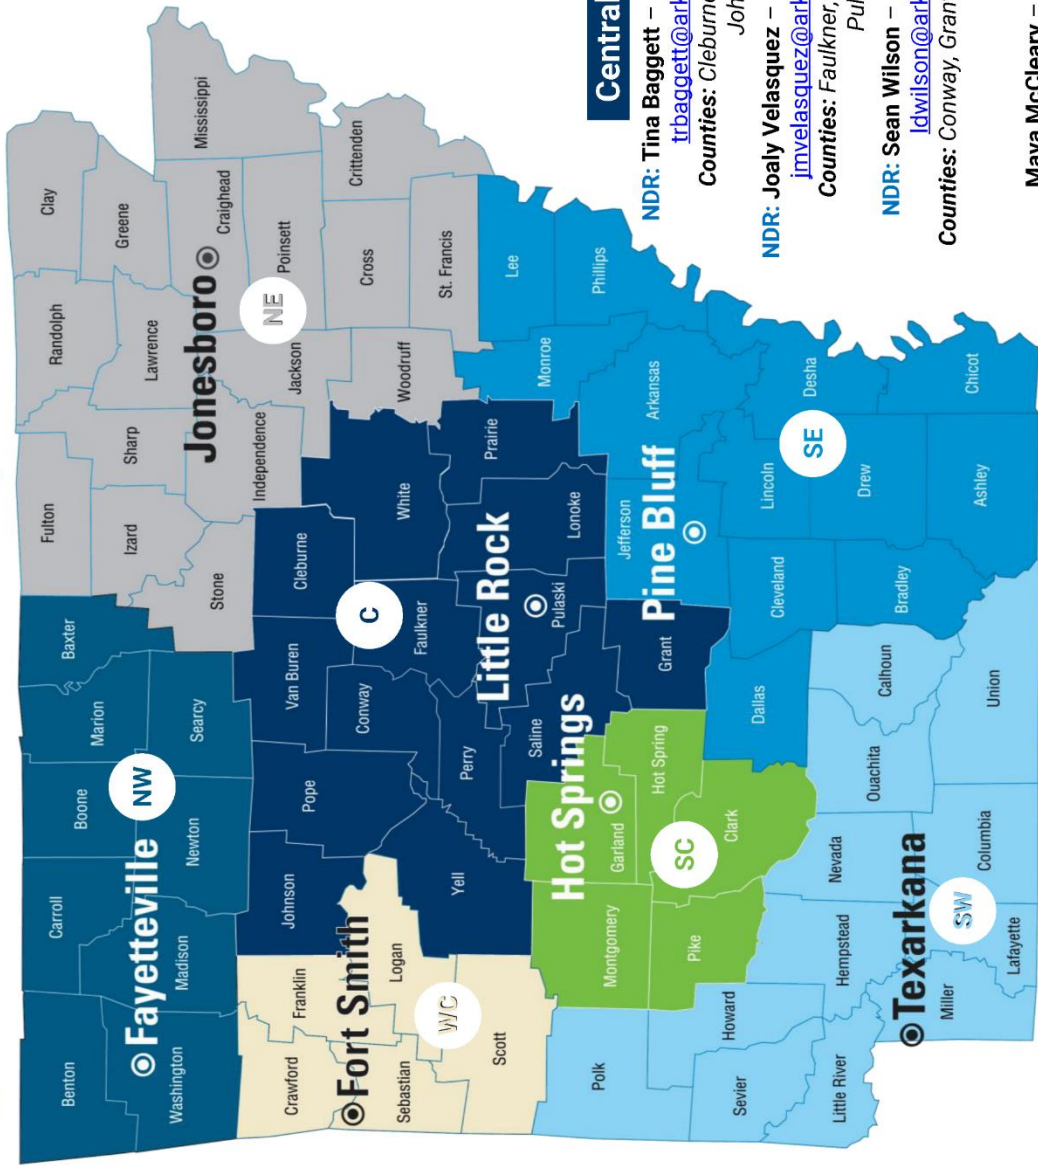 Benton
Carroll
Boone
Marion
Baxter
Fulton
Randolph
Clay
Washington
Madison
Newton
Searcy
Izard
Sharp
Lawrence
Greene
Mississippi
Fayetteville
NW
Stone
Independence
Jonesboro
Craighead
Crawford
Franklin
Johnson
Pope
Van Buren
Cleburne
Jackson
NE
Poinsett
Crittenden
Fort Smith
Logan
Sebastian
WC
Scott
Yell
Conway
Faulkner
C
White
Woodruff
Cross
St. Francis
Perry
Little Rock
Pulaski
Lonoke
Prairie
Monroe
Lee
Phillips
Polk
Montgomery
Hot Springs
Garland
Saline
Hot Spring
Grant
Jefferson
Pine Bluff
Arkansas
Pike
SC
Clark
Dallas
Cleveland
Lincoln
SE
Desha
Sevier
Howard
Little River
Hempstead
Nevada
Ouachita
Calhoun
Bradley
Drew
Chicot
Texarkana
Miller
SW
Lafayette
Columbia
Union
Ashley
Central
NDR: Tina Baggett –
trbaggett@ark
Counties: Cleburne
Joh
NDR: Joaly Velasquez –
jmvelasquez@ark
Counties: Faulkner,
Pul
NDR: Sean Wilson –
ldwilson@ark
Counties: Conway, Gran
Maya McCleary –